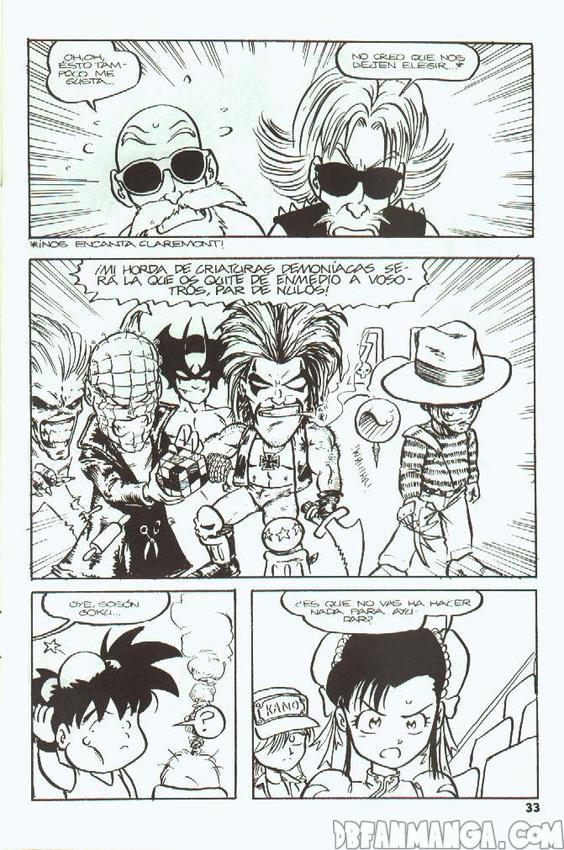 OH, OH,
ESTO TAM-
POCO ME
GUSTA...
NO CREO QUE NOS
DEJEN ELEGIR...*
¡¡NOS ENCANTA CLAREMONT!
¡MI HORDA DE CRIATURAS DEMONÍACAS SE-
RÁ LA QUE OS QUITE DE ENMEDIO A VOSO-
TROS, PAR DE NULOS!
OYE, SOSÓN
GOKU...
?
¿ES QUE NO VAS HA HACER
NADA PARA AYU-
DAR?
KAMO
33
DBFANMANGA.COM